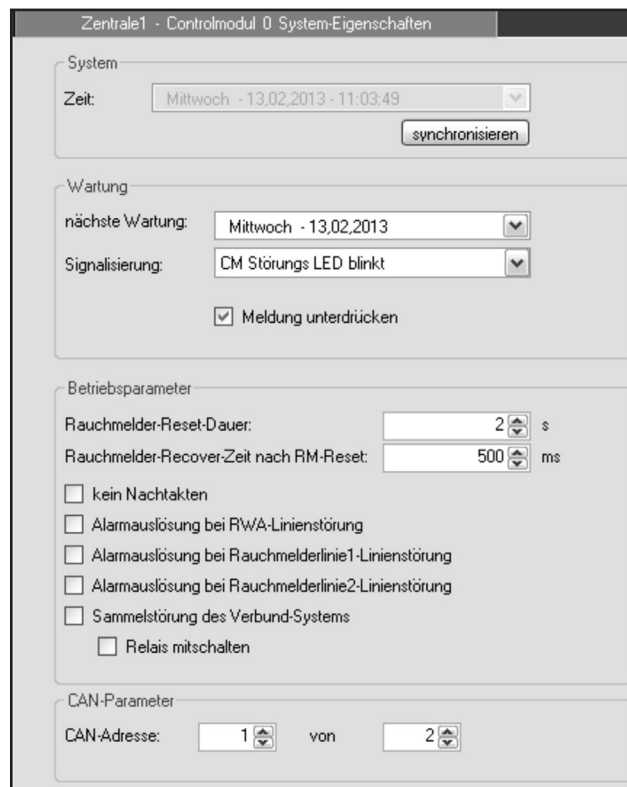 Zentrale1 - Controlmodul 0 System-Eigenschaften
System
Zeit: Mittwoch - 13,02,2013 - 11:03:49
synchronisieren
Wartung
nächste Wartung: Mittwoch - 13,02,2013
Signalisierung: CM Störungs LED blinkt
Meldung unterdrücken
Betriebsparameter
Rauchmelder-Reset-Dauer: 2 s
Rauchmelder-Recover-Zeit nach RM-Reset: 500 ms
kein Nachtakten
Alarmauslösung bei RWA-Linienstörung
Alarmauslösung bei Rauchmelderlinie1-Linienstörung
Alarmauslösung bei Rauchmelderlinie2-Linienstörung
Sammelstörung des Verbund-Systems
Relais mitschalten
CAN-Parameter
CAN-Adresse: 1 von 2